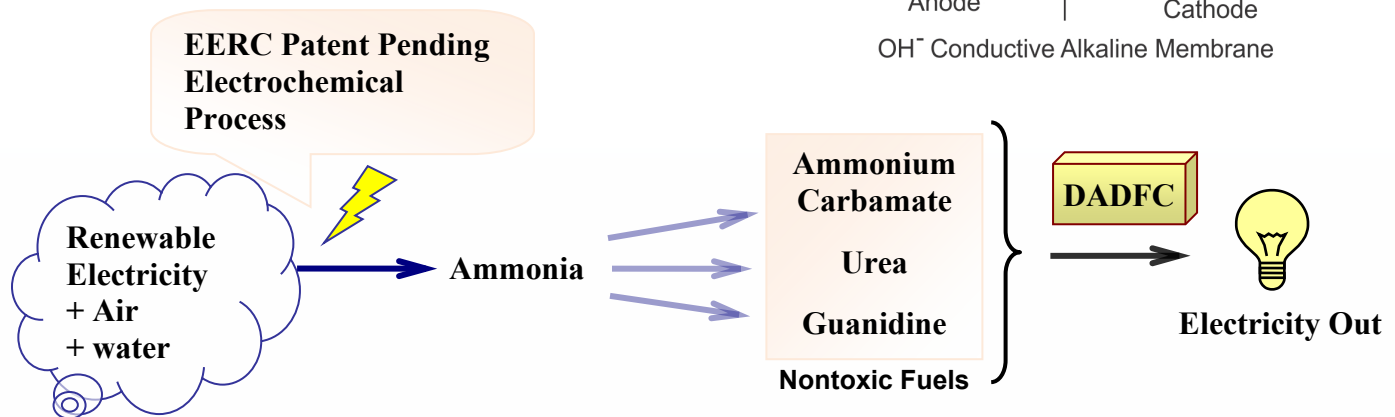 Anode
Cathode
OH⁻ Conductive Alkaline Membrane
EERC Patent Pending
Electrochemical
Process
Renewable
Electricity
+ Air
+ water
Ammonia
Ammonium
Carbamate
Urea
Guanidine
Nontoxic Fuels
DADFC
Electricity Out